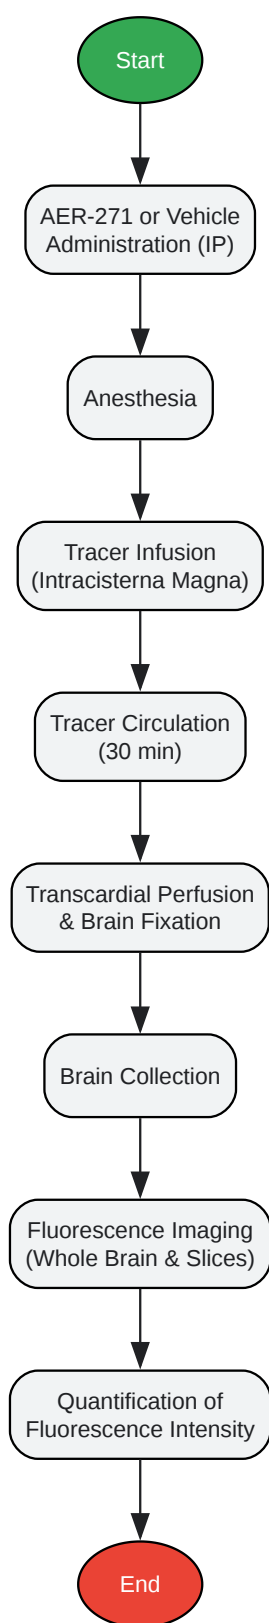 Start
AER-271 or Vehicle
Administration (IP)
Anesthesia
Tracer Infusion
(Intracisterna Magna)
Tracer Circulation
(30 min)
Transcardial Perfusion
& Brain Fixation
Brain Collection
Fluorescence Imaging
(Whole Brain & Slices)
Quantification of
Fluorescence Intensity
End